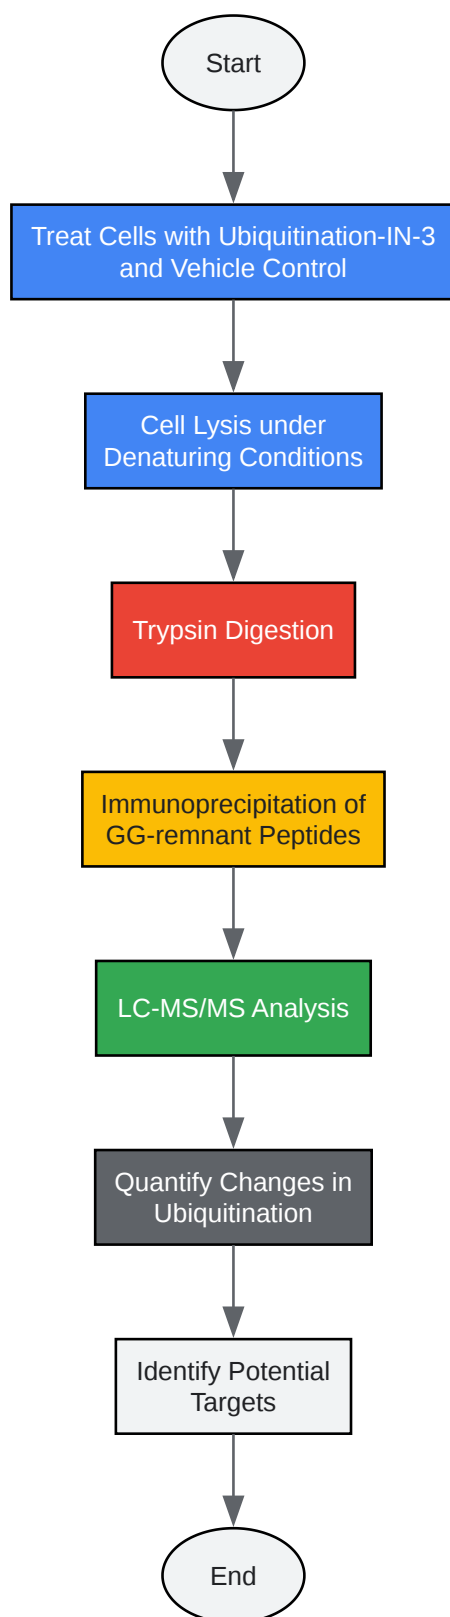 Start
Treat Cells with Ubiquitination-IN-3
and Vehicle Control
Cell Lysis under
Denaturing Conditions
Trypsin Digestion
Immunoprecipitation of
GG-remnant Peptides
LC-MS/MS Analysis
Quantify Changes in
Ubiquitination
Identify Potential
Targets
End